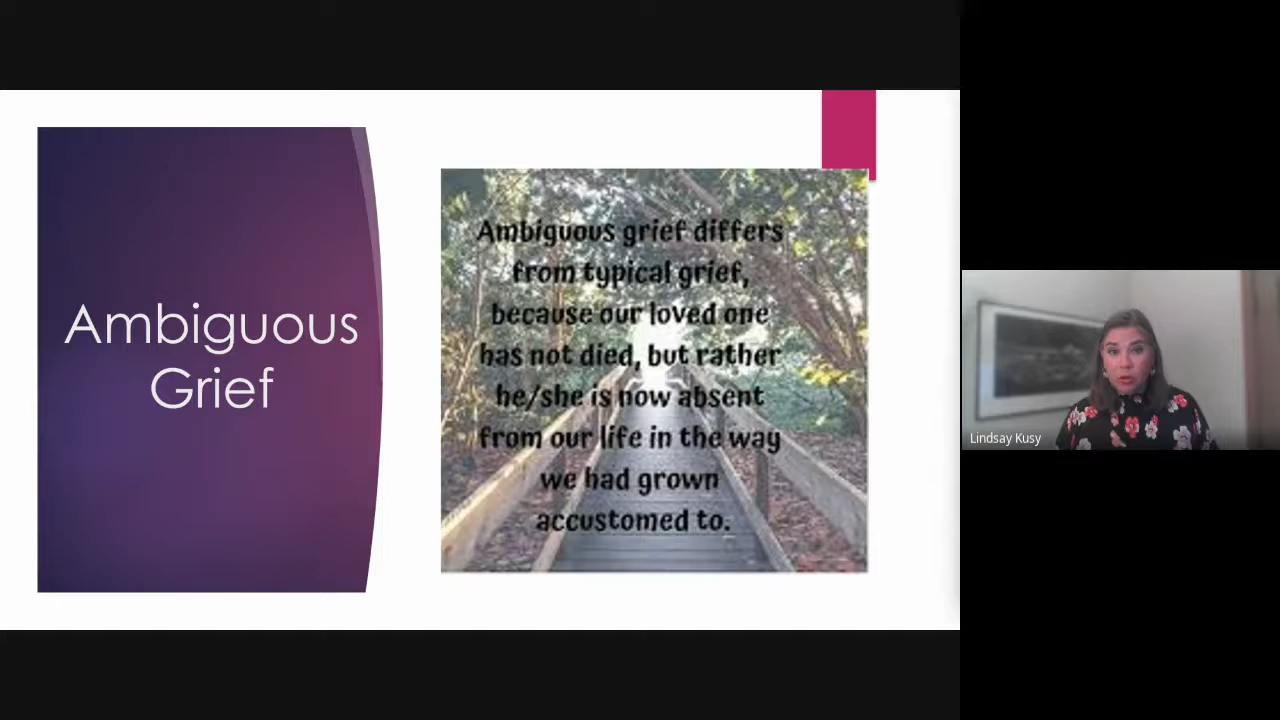 Ambiguous
Grief
Ambiguous grief differs
from typical grief,
because our loved one
has not died, but rather
he/she is now absent
from our life in the way
we had grown
accustomed to.
Lindsay Kusy